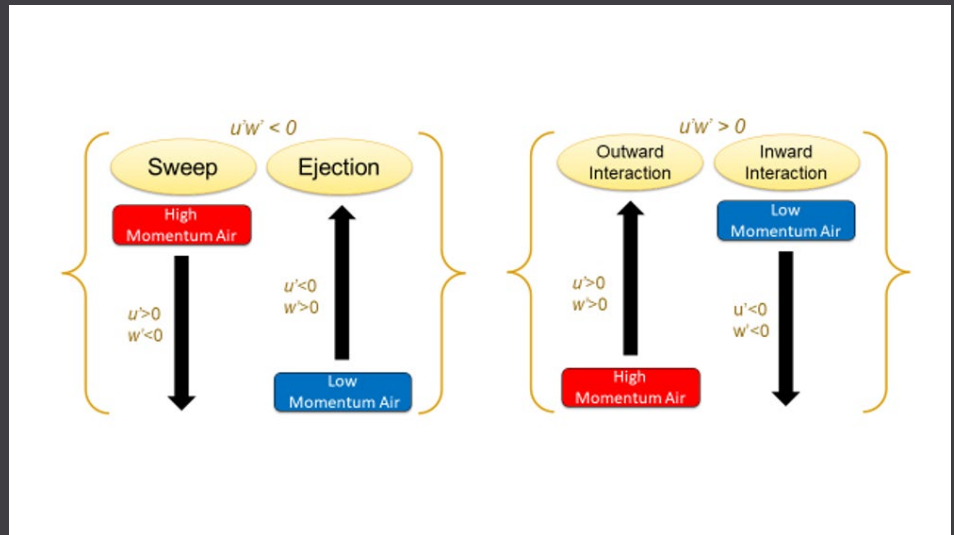 u'w' < 0
Sweep
Ejection
High
Momentum Air
u'>0
w'<0
u'<0
w'>0
Low
Momentum Air
u'w' > 0
Outward
Interaction
Inward
Interaction
Low
Momentum Air
u'>0
w'>0
u'<0
w'<0
High
Momentum Air